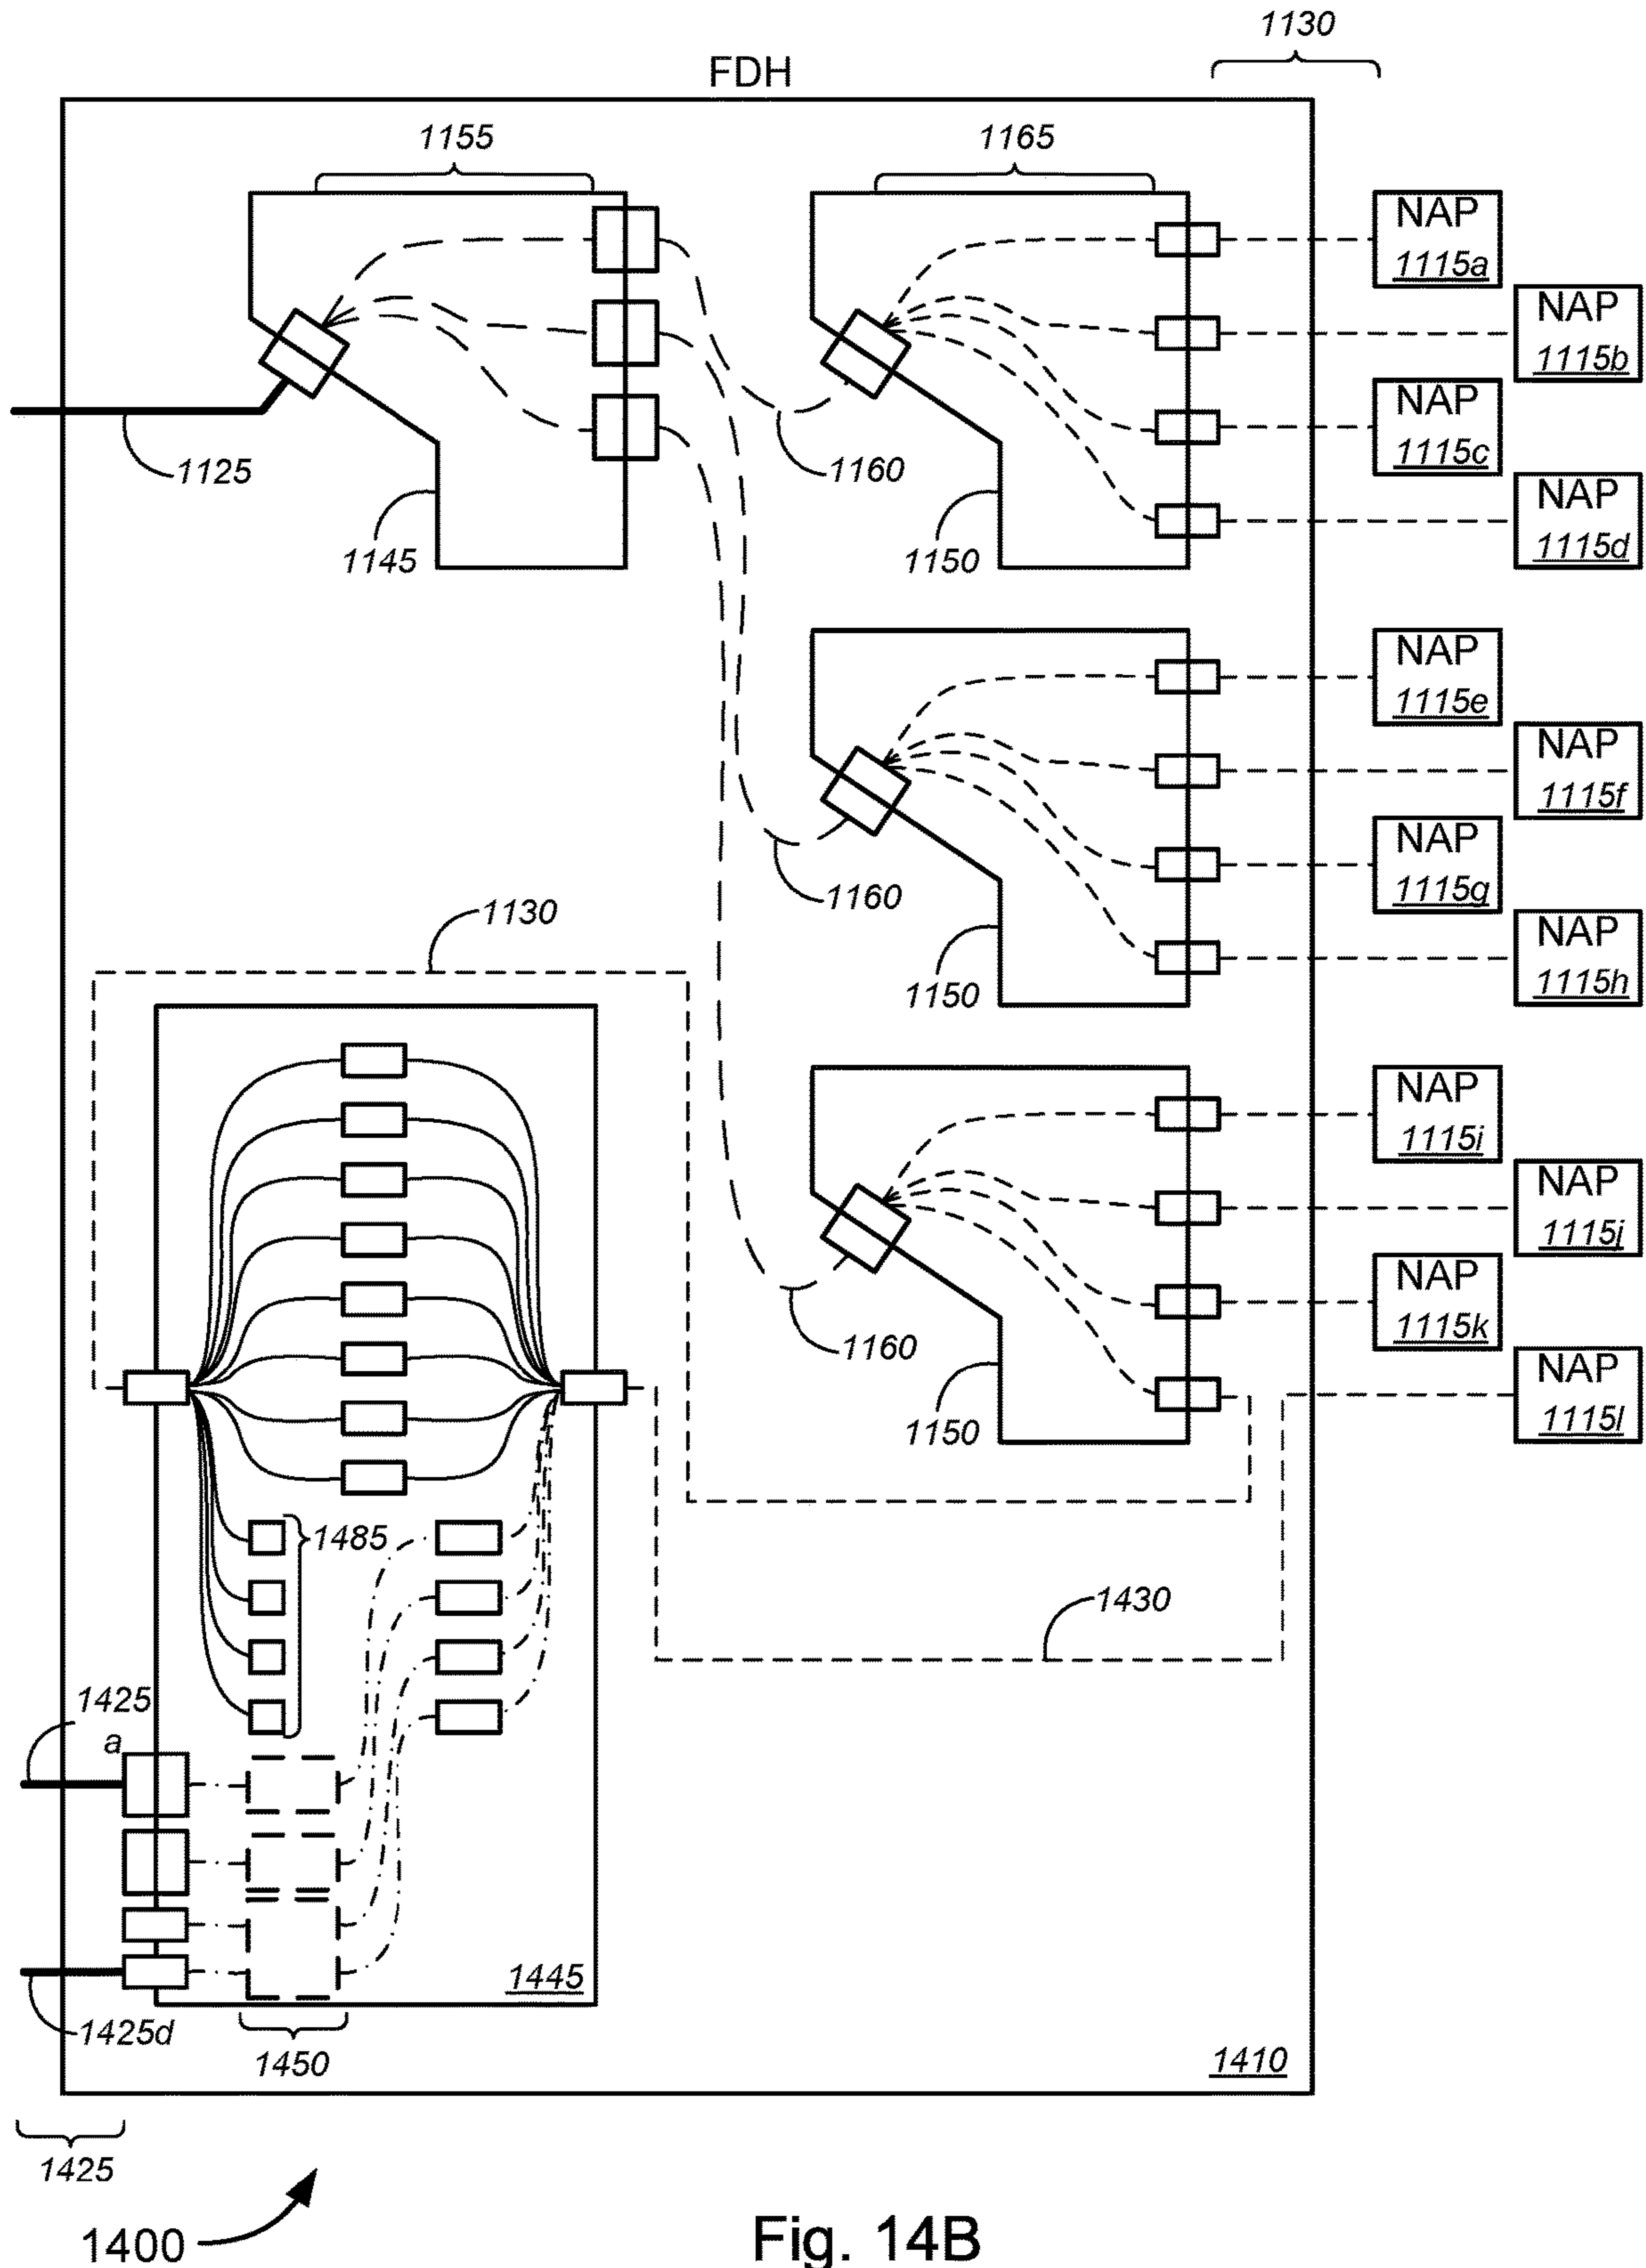 1130
FDH
1155
1165
NAP
1115a
NAP
1115b
NAP
1115c
NAP
1115d
1125
1160
1145
1150
NAP
1115e
NAP
1115f
NAP
1115g
NAP
1115h
1160
1130
1150
NAP
1115i
NAP
1115j
NAP
1115k
NAP
1115l
1160
1150
1485
1430
1425
a
1445
1425d
1450
1410
1425
1400
Fig. 14B